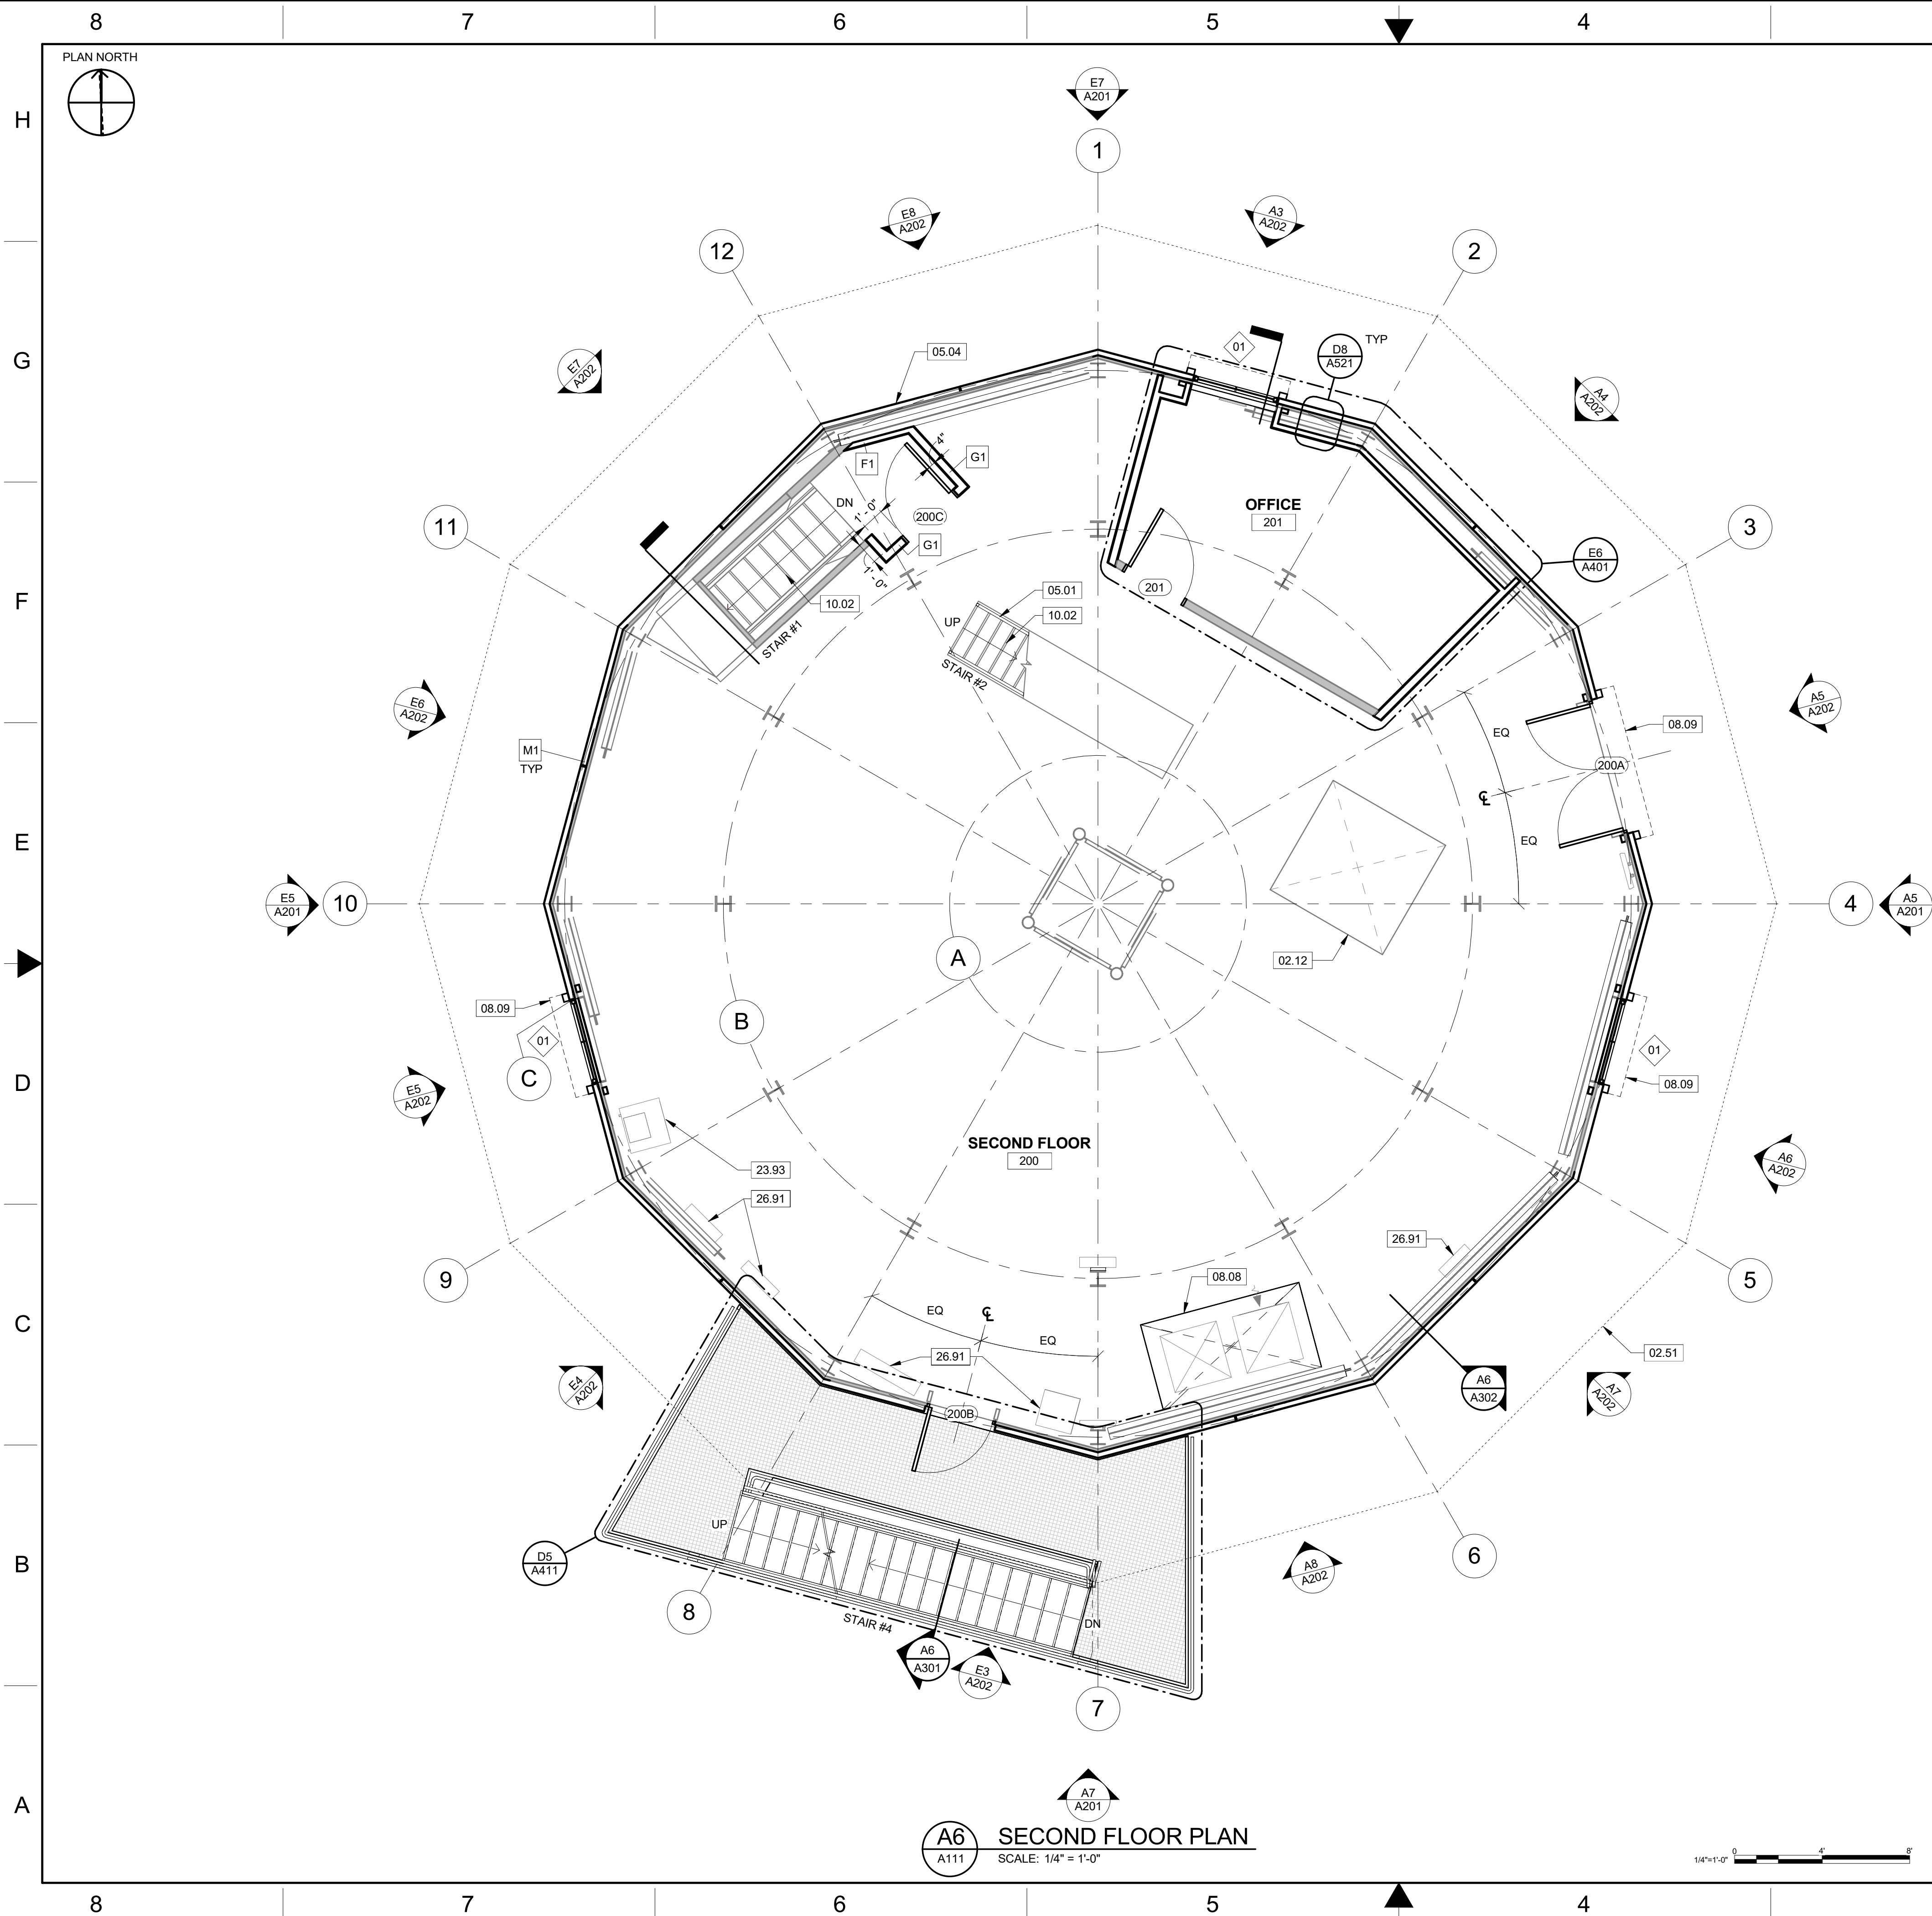 8 7 6 5 4
PLAN NORTH
H
E7
A201
1
E8
A202
A3
A202
12
2
G
E7
A202
05.04
01
D8
A521
TYP
A4
A202
4"
G1
F1
DN
1' - 0"
200C
G1
1' - 0"
OFFICE
201
11
3
E6
A401
F
10.02
STAIR #1
05.01
10.02
UP
STAIR #2
201
E6
A202
A5
A202
M1
TYP
EQ
08.09
200A
℄
EQ
E
E5
A201
10
4
A5
A201
A
02.12
B
08.09
01
C
01
08.09
D
E5
A202
SECOND FLOOR
200
23.93
26.91
A6
A202
26.91
9
5
08.08
EQ
℄
EQ
C
26.91
02.51
E4
A202
200B
A6
A302
A7
A202
UP
D5
A411
B
A8
A202
6
8
STAIR #4
DN
A6
A301
E3
A202
7
A7
A201
A
A6
A111
SECOND FLOOR PLAN
SCALE: 1/4" = 1'-0"
1/4"=1'-0"
0 4' 8'
8 7 6 5 4